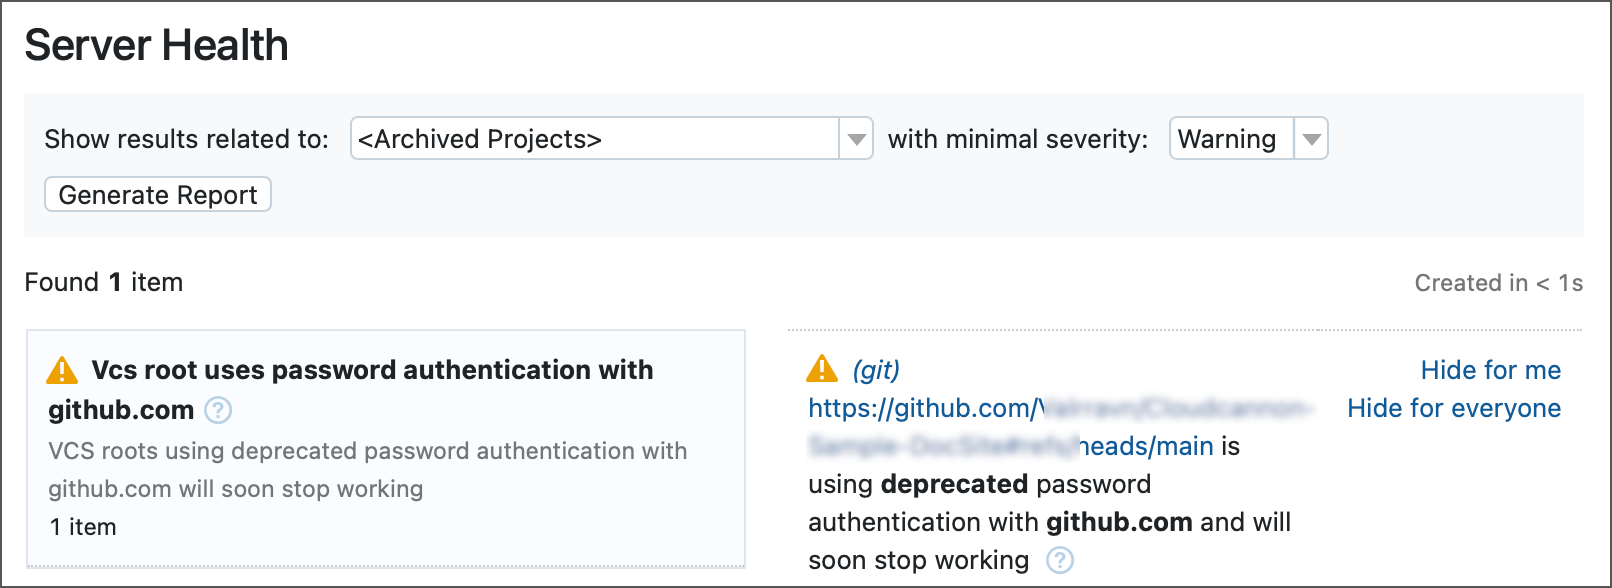 Server Health
Show results related to: <Archived Projects> with minimal severity: Warning
Generate Report
Found 1 item
Created in < 1s
Vcs root uses password authentication with
github.com ?
VCS roots using deprecated password authentication with
github.com will soon stop working
1 item
(git)
https://github.com/
heads/main is
using deprecated password
authentication with github.com and will
soon stop working ?
Hide for me
Hide for everyone